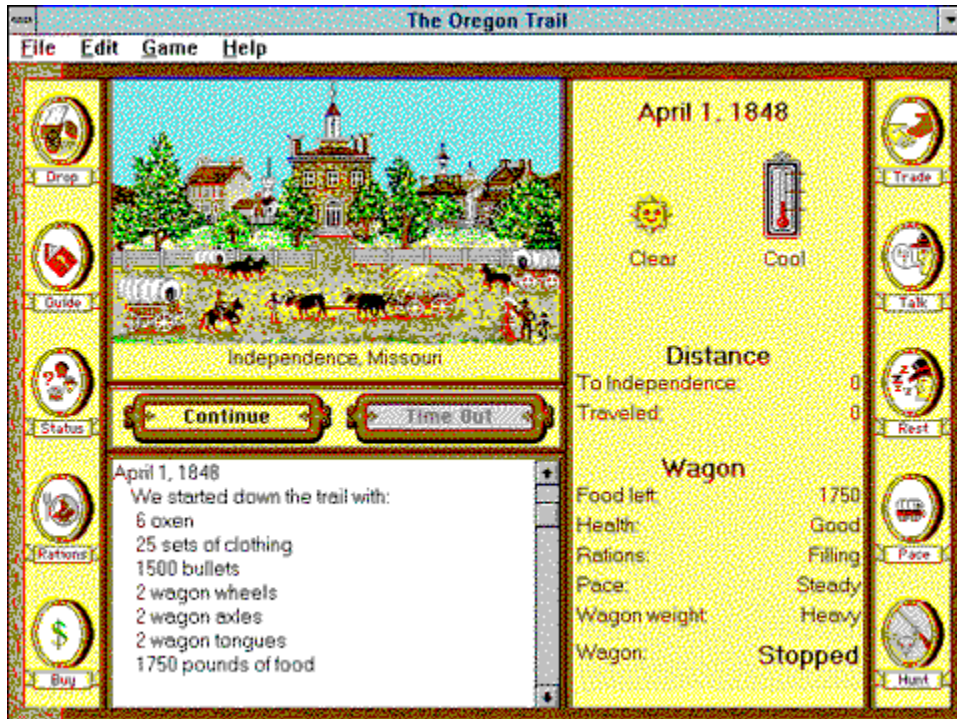 The Oregon Trail
File Edit Game Help
Drop
Guide
Status
Rations
Buy
Independence, Missouri
Continue
Time Out
April 1, 1848
We started down the trail with:
6 oxen
25 sets of clothing
1500 bullets
2 wagon wheels
2 wagon axles
2 wagon tongues
1750 pounds of food
April 1, 1848
Clear Cool
Distance
To Independence: 0
Traveled: 0
Wagon
Food left: 1750
Health: Good
Rations: Filling
Pace: Steady
Wagon weight: Heavy
Wagon: Stopped
Trade
Talk
Rest
Pace
Hunt